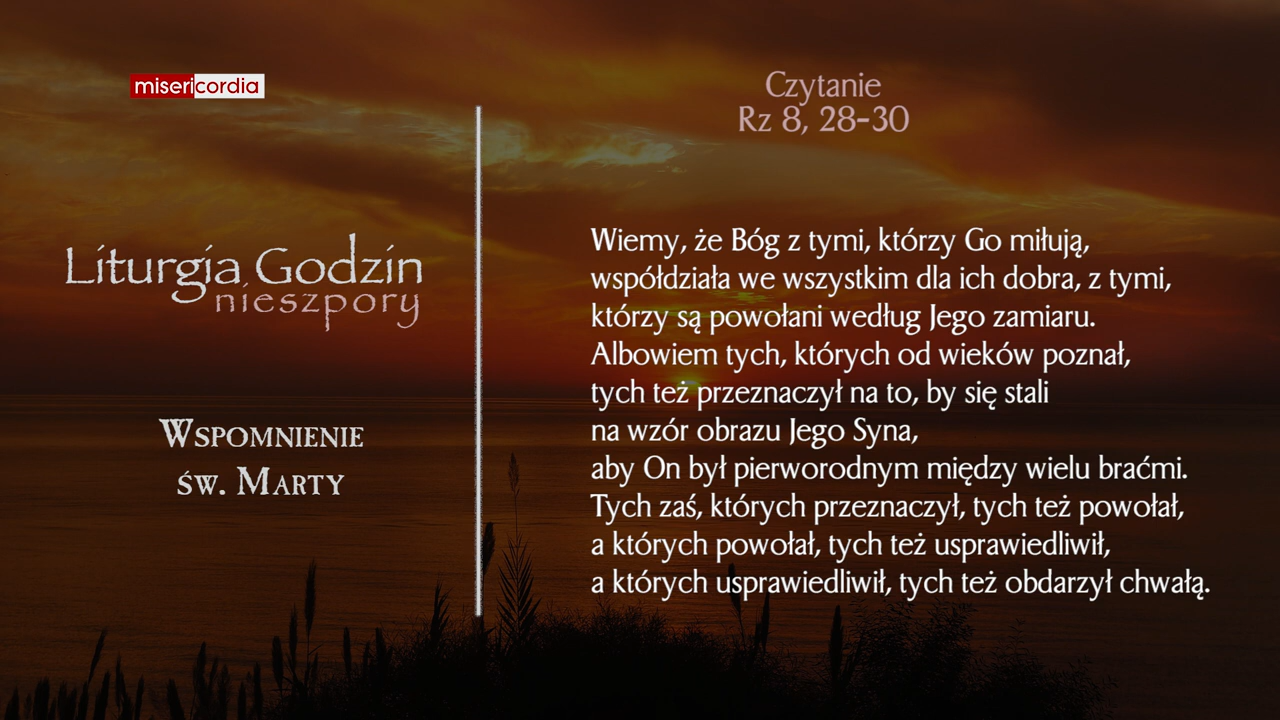 misericordia
Liturgia Godzin
nieszpory
Wspomnienie
św. Marty
Czytanie
Rz 8, 28-30
Wiemy, że Bóg z tymi, którzy Go miłują,
współdziała we wszystkim dla ich dobra, z tymi,
którzy są powołani według Jego zamiaru.
Albowiem tych, których od wieków poznał,
tych też przeznaczył na to, by się stali
na wzór obrazu Jego Syna,
aby On był pierworodnym między wielu braćmi.
Tych zaś, których przeznaczył, tych też powołał,
a których powołał, tych też usprawiedliwił,
a których usprawiedliwił, tych też obdarzył chwałą.